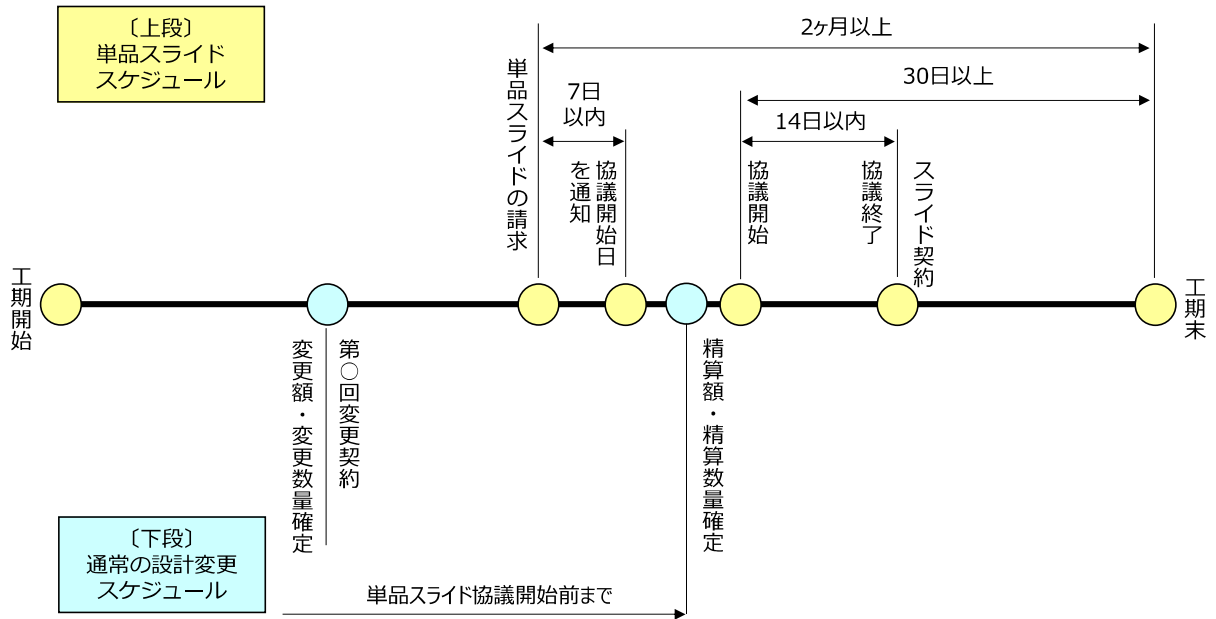 〔上段〕
単品スライド
スケジュール
2ヶ月以上
30日以上
7日
以内
14日以内
単品スライドの請求
協議開始日
を通知
協議開始
協議終了
スライド契約
工期開始
工期末
第〇回変更契約
変更額・変更数量確定
精算額・精算数量確定
〔下段〕
通常の設計変更
スケジュール
単品スライド協議開始前まで